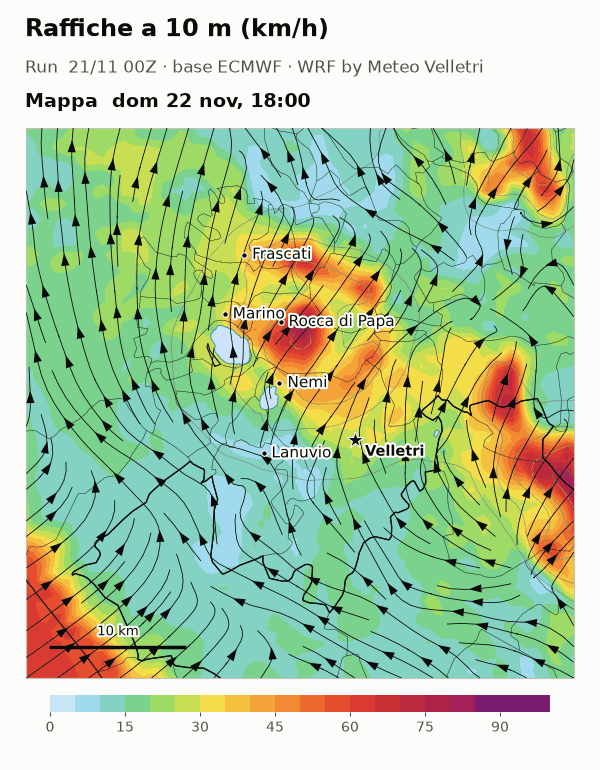 Raffiche a 10 m (km/h)
Run 21/11 00Z · base ECMWF · WRF by Meteo Velletri
Mappa dom 22 nov, 18:00
Frascati
Marino
Rocca di Papa
Nemi
Velletri
Lanuvio
10 km
0 15 30 45 60 75 90